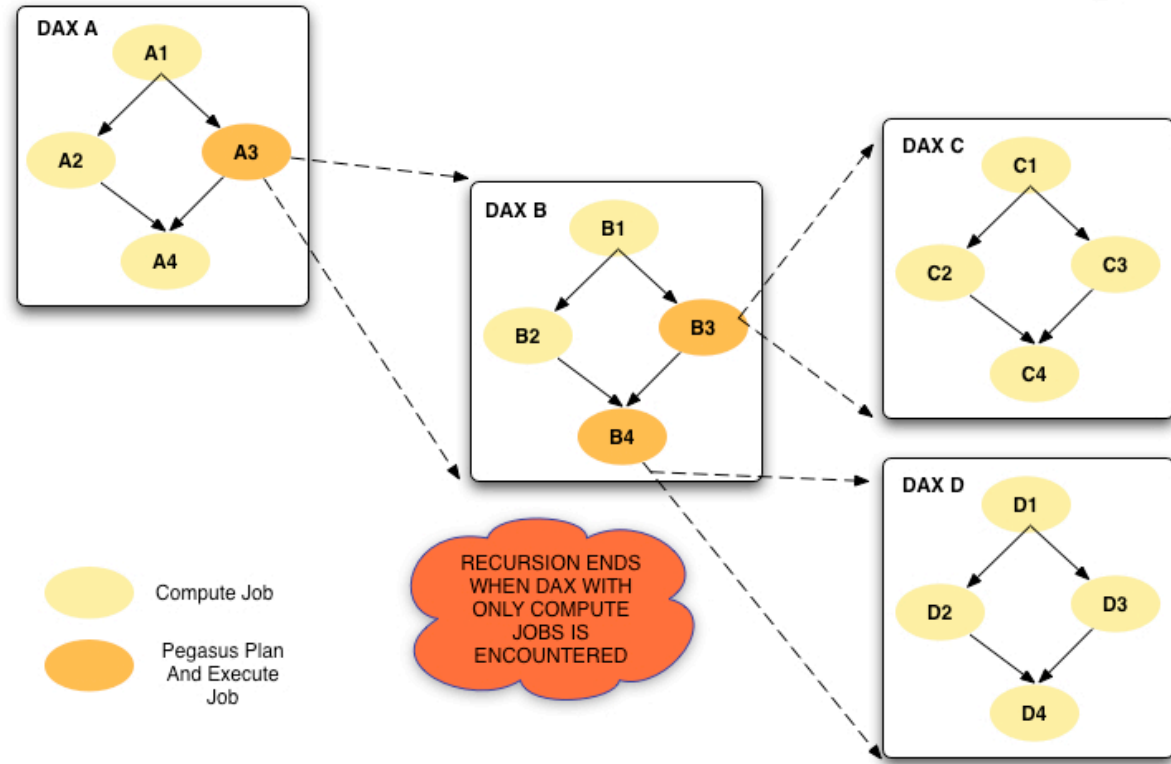 DAX A
A1
A2
A3
A4
DAX B
B1
B2
B3
B4
DAX C
C1
C2
C3
C4
DAX D
D1
D2
D3
D4
RECURSION ENDS
WHEN DAX WITH
ONLY COMPUTE
JOBS IS
ENCOUNTERED
Compute Job
Pegasus Plan
And Execute
Job